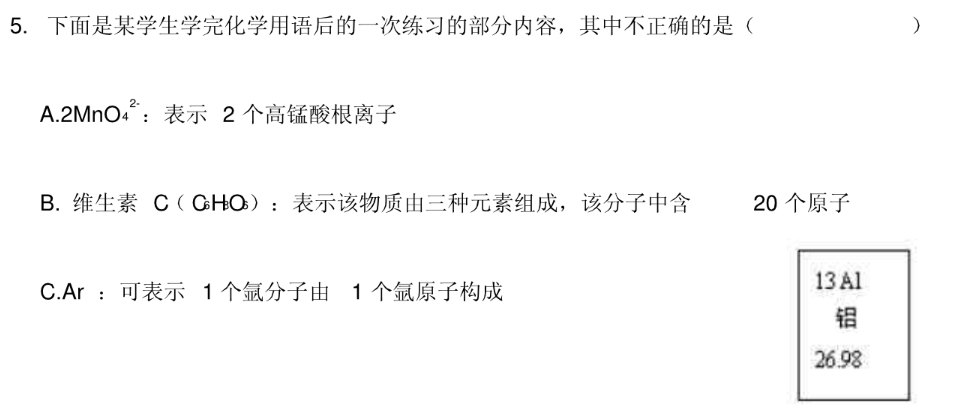 5. 下面是某学生学完化学用语后的一次练习的部分内容，其中不正确的是（ ）
A.2MnO₄²⁻：表示 2 个高锰酸根离子
B. 维生素 C（C₆H₈O₆）：表示该物质由三种元素组成，该分子中含 20 个原子
C.Ar ：可表示 1 个氩分子由 1 个氩原子构成
13 Al
铝
26.98